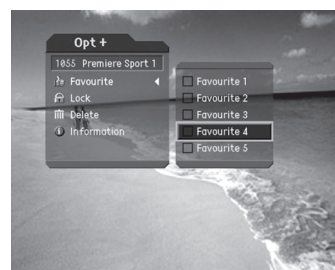 Opt +
1055 Premiere Sport 1
Favourite
Lock
Delete
Information
Favourite 1
Favourite 2
Favourite 3
Favourite 4
Favourite 5